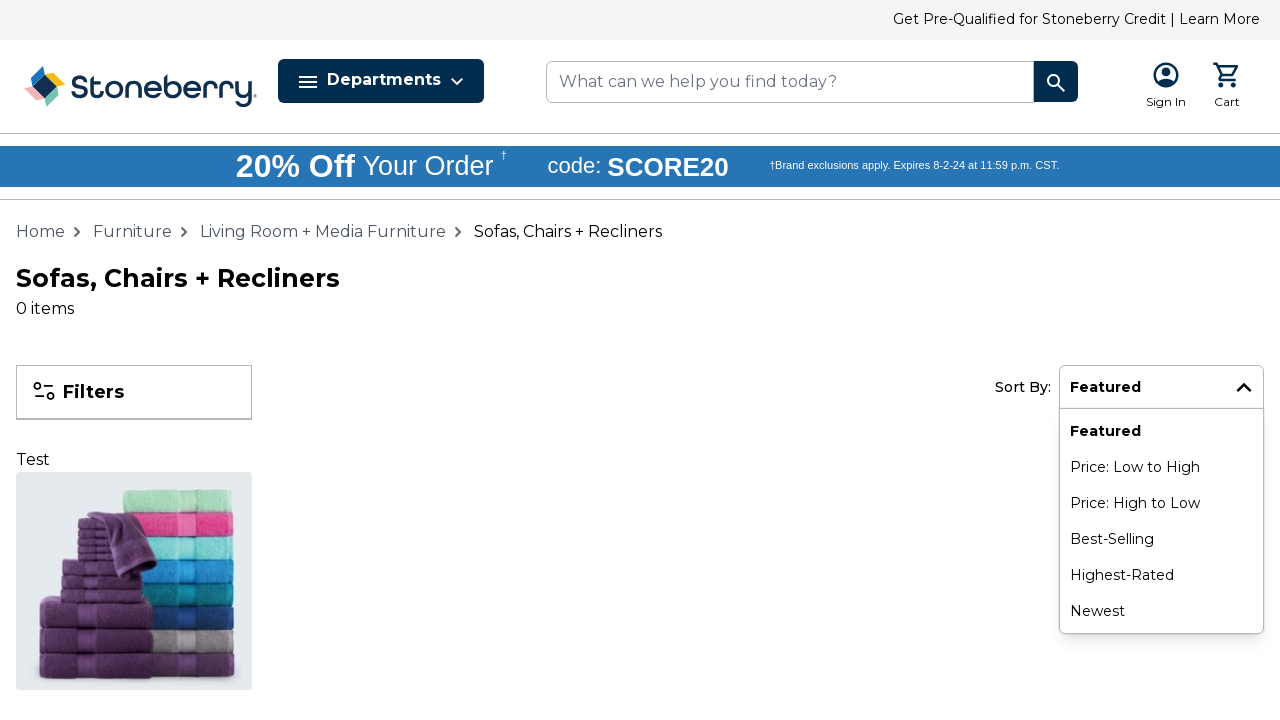 Get Pre-Qualified for Stoneberry Credit | Learn More
Stoneberry
Departments
What can we help you find today?
Sign In
Cart
20% Off Your Order † code: SCORE20 †Brand exclusions apply. Expires 8-2-24 at 11:59 p.m. CST.
Home > Furniture > Living Room + Media Furniture > Sofas, Chairs + Recliners
Sofas, Chairs + Recliners
0 items
Filters
Sort By: Featured
Featured
Price: Low to High
Price: High to Low
Best-Selling
Highest-Rated
Newest
Test